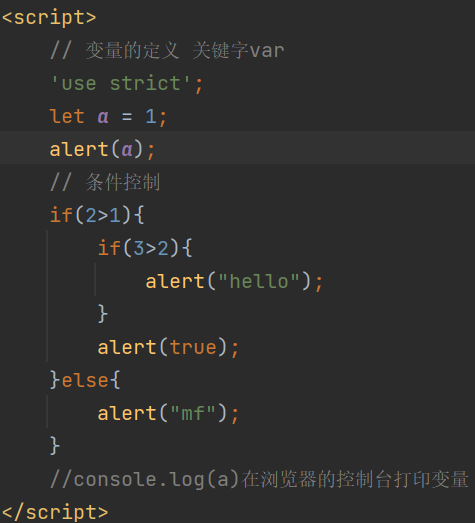 <script>
// 变量的定义 关键字var
'use strict';
let a = 1;
alert(a);
// 条件控制
if(2>1){
if(3>2){
alert("hello");
}
alert(true);
}else{
alert("mf");
}
//console.log(a)在浏览器的控制台打印变量
</script>